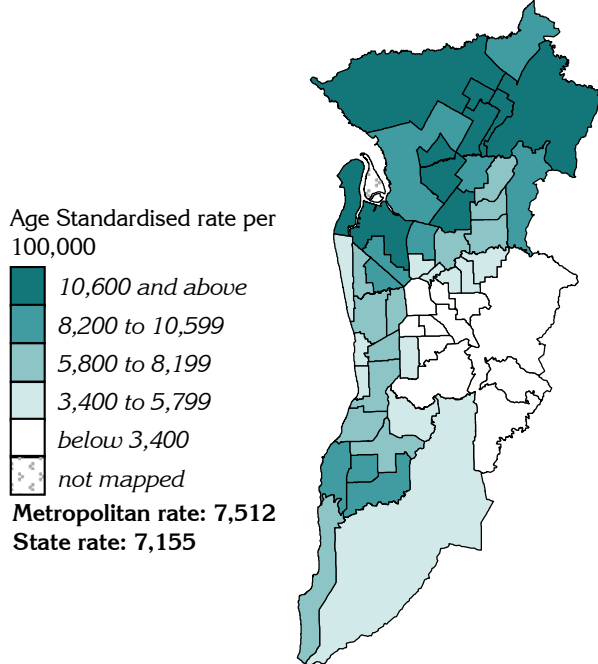 Age Standardised rate per
100,000
10,600 and above
8,200 to 10,599
5,800 to 8,199
3,400 to 5,799
below 3,400
not mapped
Metropolitan rate: 7,512
State rate: 7,155